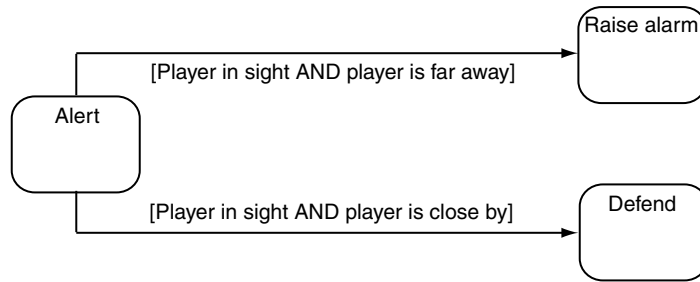 Raise alarm
[Player in sight AND player is far away]
Alert
[Player in sight AND player is close by]
Defend